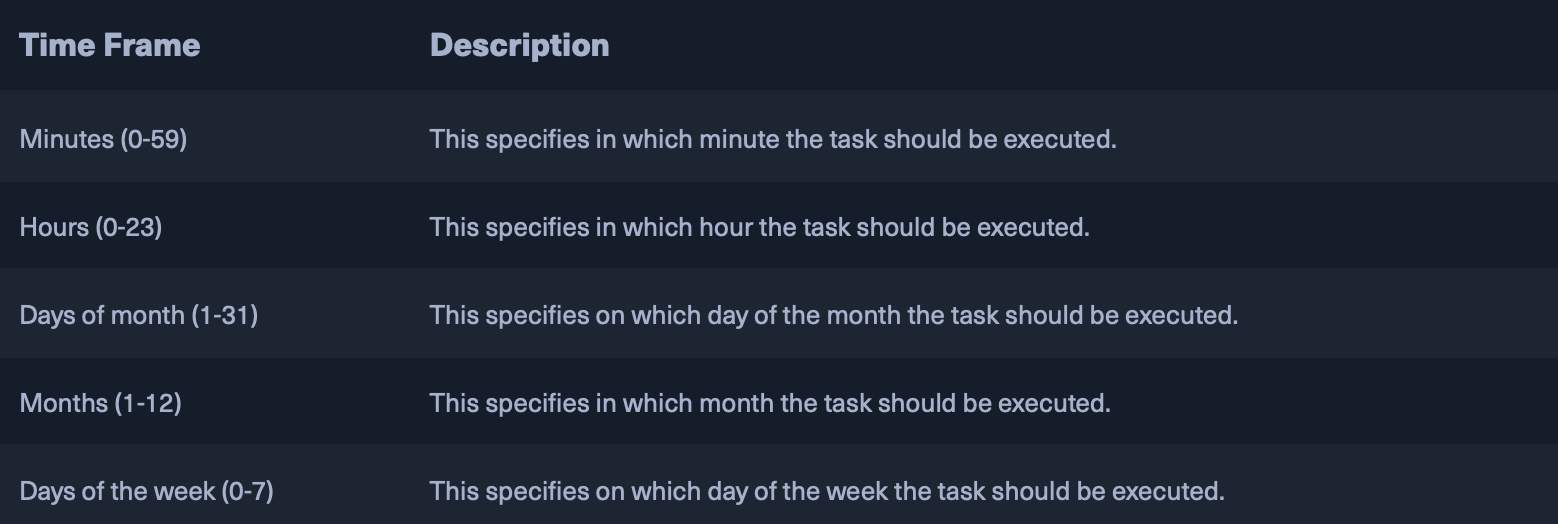 Time Frame Description
Minutes (0-59) This specifies in which minute the task should be executed.
Hours (0-23) This specifies in which hour the task should be executed.
Days of month (1-31) This specifies on which day of the month the task should be executed.
Months (1-12) This specifies in which month the task should be executed.
Days of the week (0-7) This specifies on which day of the week the task should be executed.